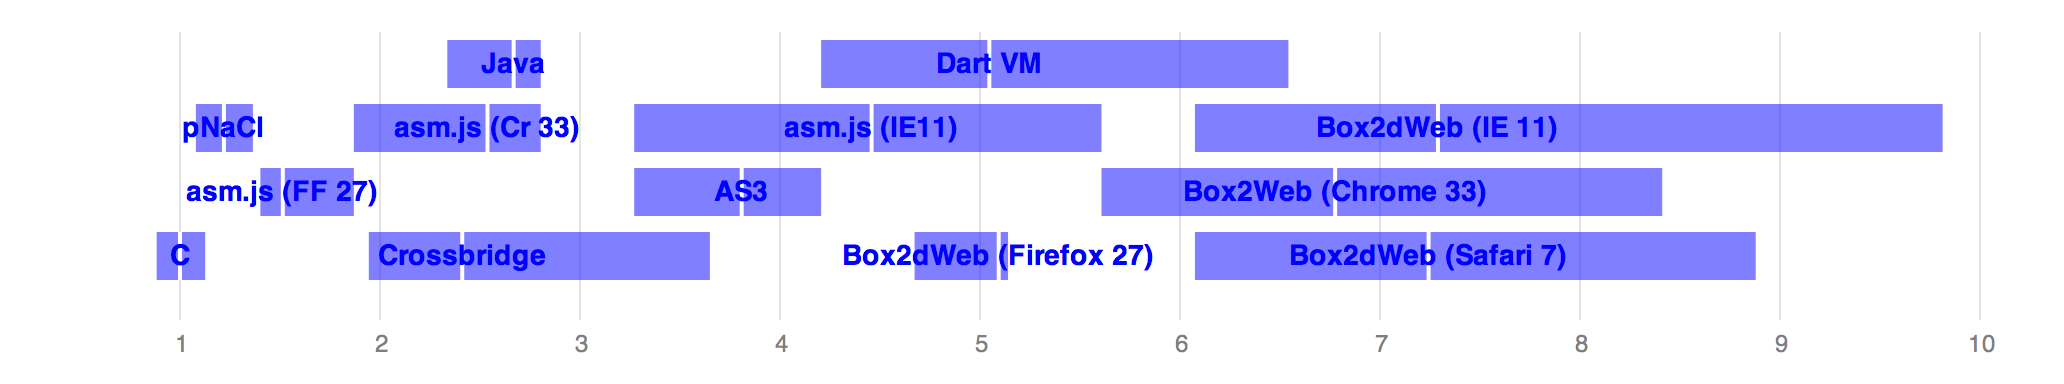 Java Dart VM
pNaCl asm.js (Cr 33) asm.js (IE11) Box2dWeb (IE 11)
asm.js (FF 27) AS3 Box2Web (Chrome 33)
C Crossbridge Box2dWeb (Firefox 27) Box2dWeb (Safari 7)
1 2 3 4 5 6 7 8 9 10